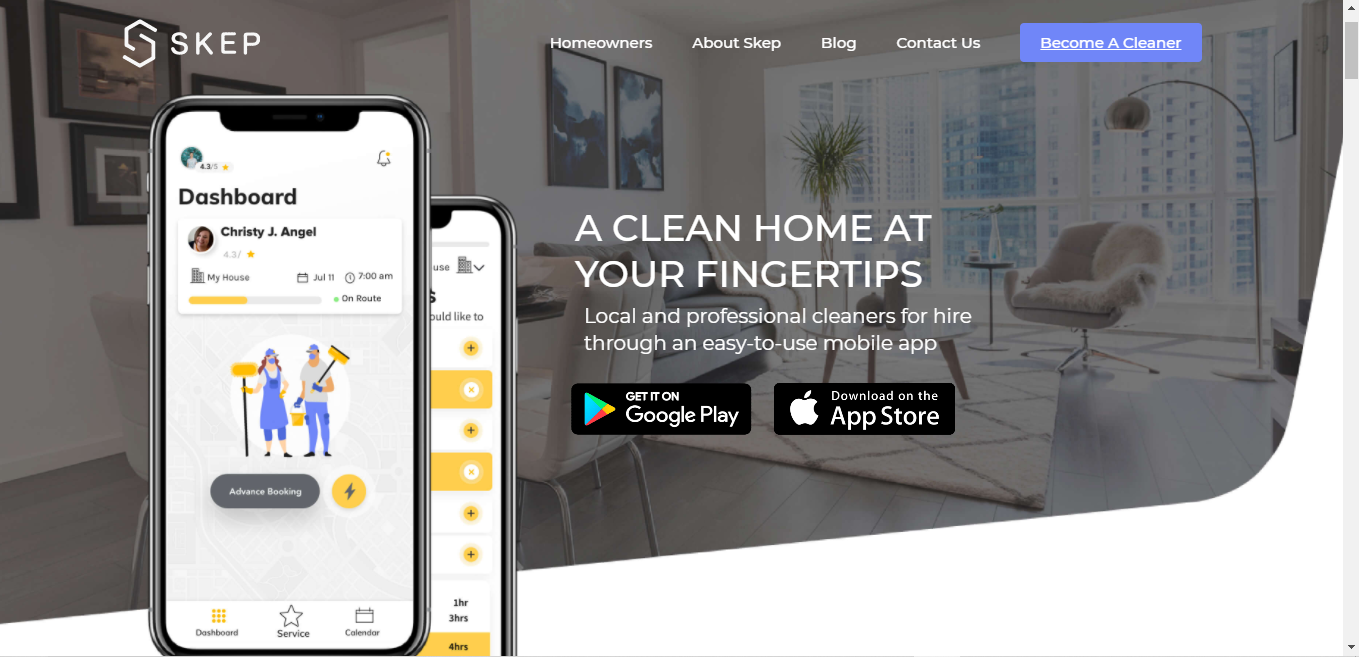 SKEP
Homeowners
About Skep
Blog
Contact Us
Become A Cleaner
4.3/5
Dashboard
Christy J. Angel
4.3/
My House
Jul 11
7:00 am
On Route
Advance Booking
Dashboard
Service
Calendar
use
s
ould like to
1hr
3hrs
4hrs
A CLEAN HOME AT
YOUR FINGERTIPS
Local and professional cleaners for hire
through an easy-to-use mobile app
GET IT ON
Google Play
Download on the
App Store